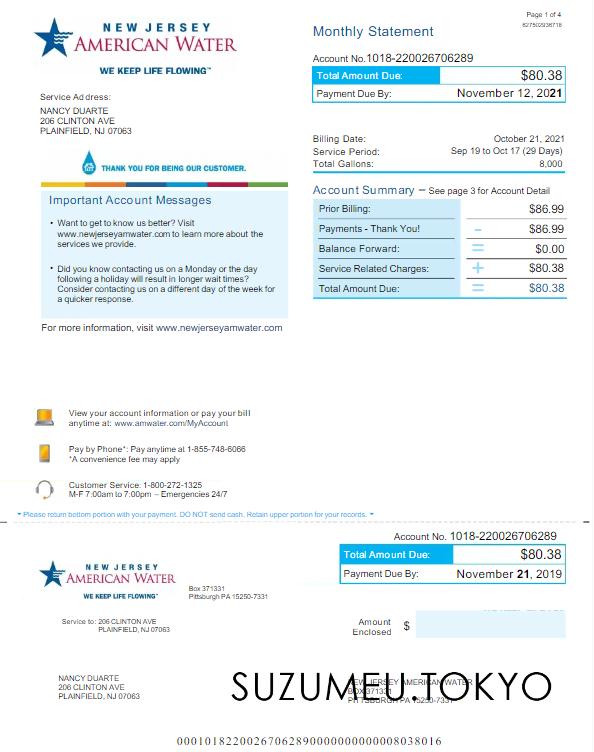 NEW JERSEY
AMERICAN WATER
WE KEEP LIFE FLOWING™
Page 1 of 4
Monthly Statement
Account No.1018-220026706289
Total Amount Due: $80.38
Payment Due By: November 12, 2021
Service Address:
NANCY DUARTE
206 CLINTON AVE
PLAINFIELD, NJ 07063
Billing Date: October 21, 2021
Service Period: Sep 19 to Oct 17 (29 Days)
Total Gallons: 8,000
THANK YOU FOR BEING OUR CUSTOMER.
Important Account Messages
• Want to get to know us better? Visit
www.newjerseyamwater.com to learn more about the
services we provide.
• Did you know contacting us on a Monday or the day
following a holiday will result in longer wait times?
Consider contacting us on a different day of the week for
a quicker response.
For more information, visit www.newjerseyamwater.com
Account Summary – See page 3 for Account Detail
Prior Billing: $86.99
Payments - Thank You! - $86.99
Balance Forward: = $0.00
Service Related Charges: + $80.38
Total Amount Due: = $80.38
View your account information or pay your bill
anytime at: www.amwater.com/MyAccount
Pay by Phone*: Pay anytime at 1-855-748-6066
*A convenience fee may apply
Customer Service: 1-800-272-1325
M-F 7:00am to 7:00pm – Emergencies 24/7
Please return bottom portion with your payment. DO NOT send cash. Retain upper portion for your records.
Account No. 1018-220026706289
Total Amount Due: $80.38
Payment Due By: November 21, 2019
NEW JERSEY
AMERICAN WATER
WE KEEP LIFE FLOWING™
Box 371331
Pittsburgh PA 15250-7331
Service to: 206 CLINTON AVE
PLAINFIELD, NJ 07063
Amount
Enclosed $
NANCY DUARTE
206 CLINTON AVE
PLAINFIELD, NJ 07063
NEW JERSEY AMERICAN WATER
BOX 371331
PITTSBURGH PA 15250-7331
SUZUMEU.TOKYO